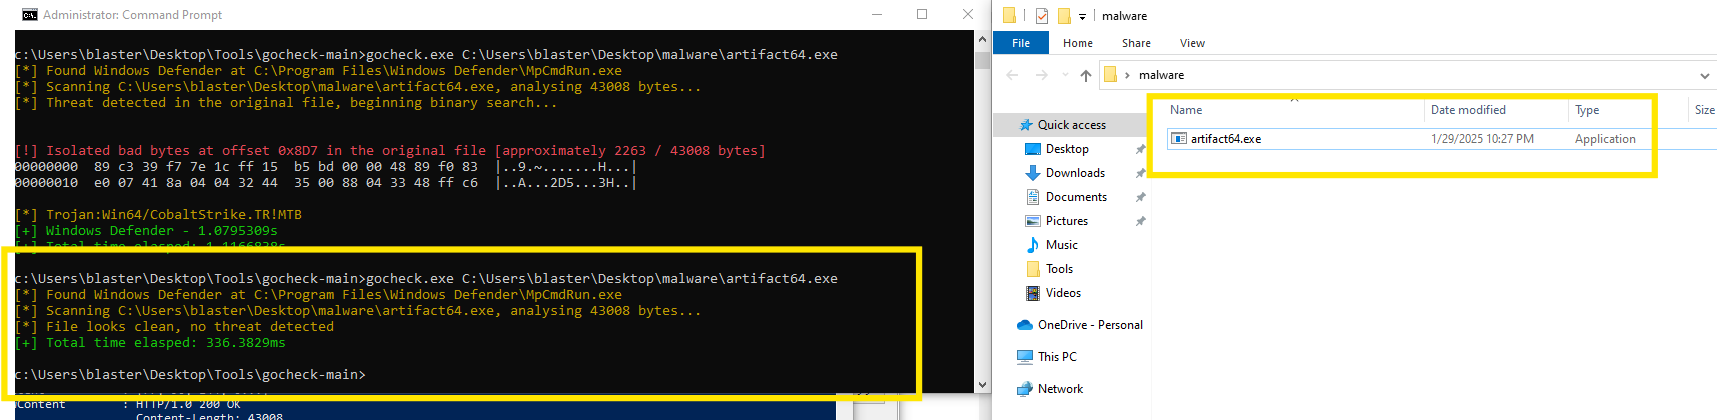 Administrator: Command Prompt
c:\Users\blaster\Desktop\Tools\gocheck-main>gocheck.exe C:\Users\blaster\Desktop\malware\artifact64.exe
[*] Found Windows Defender at C:\Program Files\Windows Defender\MpCmdRun.exe
[*] Scanning C:\Users\blaster\Desktop\malware\artifact64.exe, analysing 43008 bytes...
[*] Threat detected in the original file, beginning binary search...
[!] Isolated bad bytes at offset 0x8D7 in the original file [approximately 2263 / 43008 bytes]
00000000  89 c3 39 f7 7e 1c ff 15  b5 bd 00 00 48 89 f0 83  |..9.~.......H...|
00000010  e0 07 41 8a 04 04 32 44  35 00 88 04 33 48 ff c6  |..A...2D5...3H..|
[*] Trojan:Win64/CobaltStrike.TR!MTB
[+] Windows Defender - 1.0795309s
[+] Total time elasped: 1.1166838s
c:\Users\blaster\Desktop\Tools\gocheck-main>gocheck.exe C:\Users\blaster\Desktop\malware\artifact64.exe
[*] Found Windows Defender at C:\Program Files\Windows Defender\MpCmdRun.exe
[*] Scanning C:\Users\blaster\Desktop\malware\artifact64.exe, analysing 43008 bytes...
[*] File looks clean, no threat detected
[+] Total time elasped: 336.3829ms
c:\Users\blaster\Desktop\Tools\gocheck-main>
: HTTP/1.0 200 OK
Content-Length: 43008
malware
File Home Share View
malware
Name Date modified Type Size
artifact64.exe 1/29/2025 10:27 PM Application
Quick access
Desktop
Downloads
Documents
Pictures
Music
Tools
Videos
OneDrive - Personal
This PC
Network